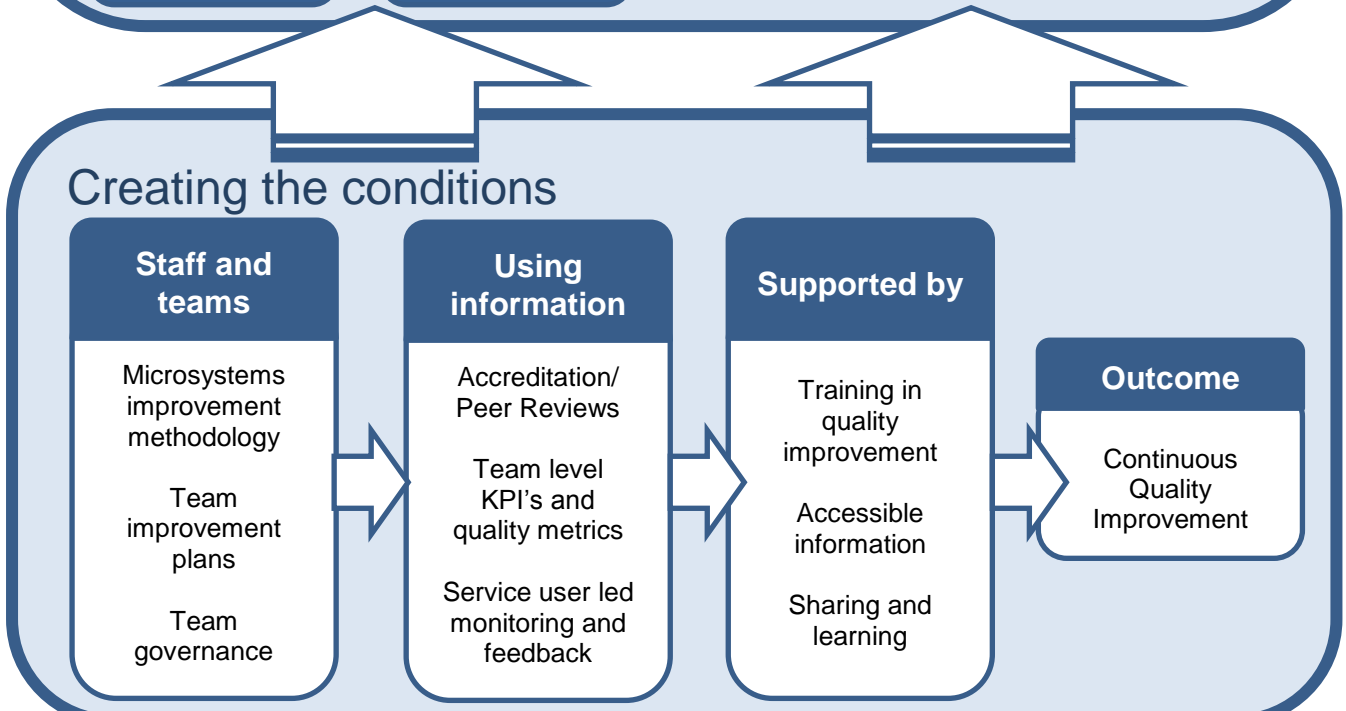 Creating the conditions
Staff and
teams
Microsystems
improvement
methodology
Team
improvement
plans
Team
governance
Using
information
Accreditation/
Peer Reviews
Team level
KPI's and
quality metrics
Service user led
monitoring and
feedback
Supported by
Training in
quality
improvement
Accessible
information
Sharing and
learning
Outcome
Continuous
Quality
Improvement